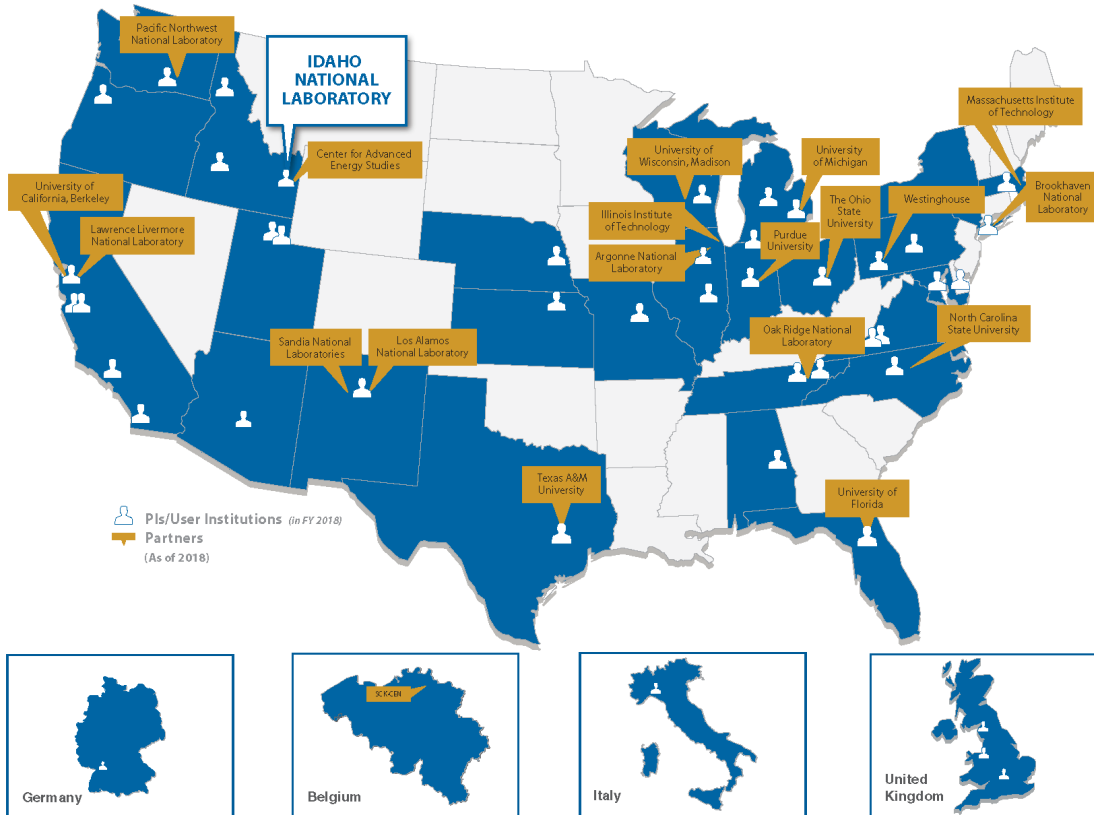 Pacific Northwest
National Laboratory
IDAHO
NATIONAL
LABORATORY
Center for Advanced
Energy Studies
University of
California, Berkeley
Lawrence Livermore
National Laboratory
Sandia National
Laboratories
Los Alamos
National Laboratory
University of
Wisconsin, Madison
University
of Michigan
Illinois Institute
of Technology
Argonne National
Laboratory
Purdue
University
The Ohio
State
University
Westinghouse
Massachusetts Institute
of Technology
Brookhaven
National
Laboratory
Oak Ridge National
Laboratory
North Carolina
State University
Texas A&M
University
University of
Florida
PIs/User Institutions (in FY 2018)
Partners
(As of 2018)
Germany
SCK•CEN
Belgium
Italy
United
Kingdom